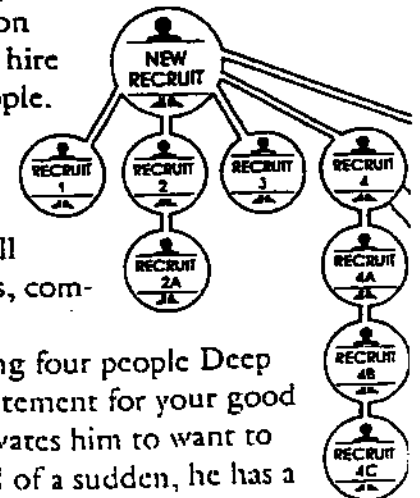 on
hire
ople.
NEW
RECRUIT
RECRUIT
1
RECRUIT
2
RECRUIT
3
RECRUIT
4
RECRUIT
2A
RECRUIT
4A
RECRUIT
4B
RECRUIT
4C
ll
s, com-
ng four people Deep
tement for your good
vates him to want to
of a sudden, he has a